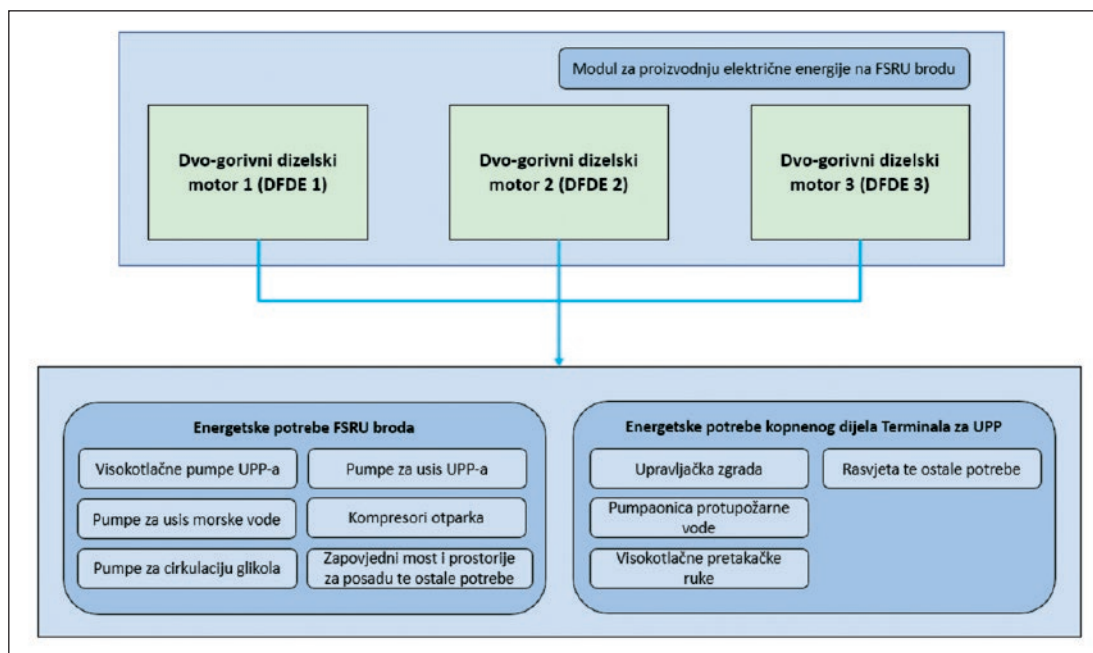 Modul za proizvodnju električne energije na FSRU brodu
Dvo-gorivni dizelski
motor 1 (DFDE 1)
Dvo-gorivni dizelski
motor 2 (DFDE 2)
Dvo-gorivni dizelski
motor 3 (DFDE 3)
Energetske potrebe FSRU broda
Visokotlačne pumpe UPP-a
Pumpe za usis UPP-a
Pumpe za usis morske vode
Kompresori otparka
Pumpe za cirkulaciju glikola
Zapovjedni most i prostorije
za posadu te ostale potrebe
Energetske potrebe kopnenog dijela Terminala za UPP
Upravljačka zgrada
Rasvjeta te ostale potrebe
Pumpaonica protupožarne
vode
Visokotlačne pretakačke
ruke